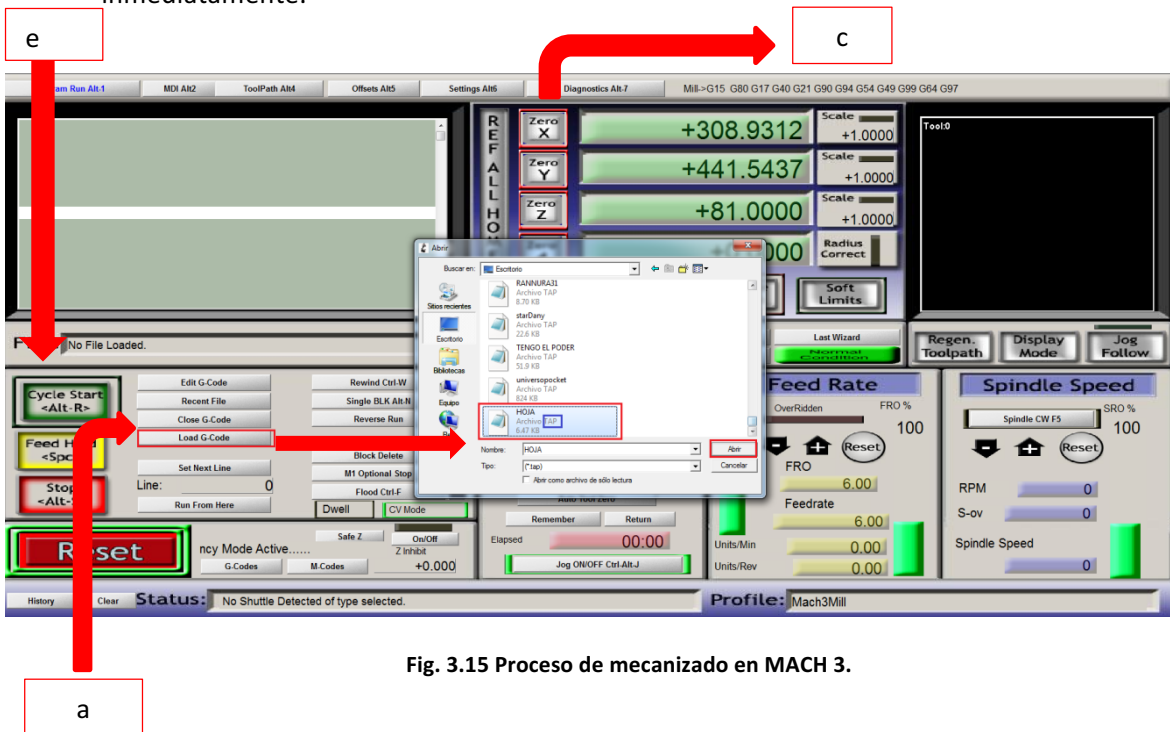 inmediatamente.
e
c
am Run Alt-1 MDI Alt2 ToolPath Alt4 Offsets Alt5 Settings Alt6 Diagnostics Alt-7 Mill->G15 G80 G17 G40 G21 G90 G94 G54 G49 G99 G64 G97
REF ALL HOM
Zero X +308.9312 Scale +1.0000
Tool:0
Zero Y +441.5437 Scale +1.0000
Zero Z +81.0000 Scale +1.0000
Radius Correct
Soft Limits
Abrir
Buscar en: Escritorio
Sitios recientes
Escritorio
Bibliotecas
Equipo
RANNURA31
Archivo TAP
8.70 KB
starDany
Archivo TAP
22.6 KB
TENGO EL PODER
Archivo TAP
51.9 KB
universopocket
Archivo TAP
824 KB
HOJA
Archivo TAP
6.47 KB
Nombre: HOJA Abrir
Tipo: (*.tap) Cancelar
Abrir como archivo de sólo lectura
No File Loaded.
Last Wizard
Normal Condition
Regen. Toolpath Display Mode Jog Follow
Cycle Start <Alt-R>
Edit G-Code Rewind Ctrl-W
Recent File Single BLK Alt-N
Close G-Code Reverse Run
Load G-Code
Block Delete
Set Next Line M1 Optional Stop
Line: 0 Flood Ctrl-F
Run From Here Dwell CV Mode
Feed H d <Spc
Stop <Alt-
Reset
ncy Mode Active......
G-Codes M-Codes
Safe Z On/Off
Z Inhibit
+0.000
Auto Tool Zero
Remember Return
Elapsed 00:00
Jog ON/OFF Ctrl-Alt-J
Feed Rate
OverRidden FRO %
100
Reset
FRO
6.00
Feedrate
6.00
Units/Min 0.00
Units/Rev 0.00
Spindle Speed
Spindle CW F5 SRO %
100
Reset
RPM 0
S-ov 0
Spindle Speed
0
History Clear Status: No Shuttle Detected of type selected. Profile: Mach3Mill
Fig. 3.15 Proceso de mecanizado en MACH 3.
a